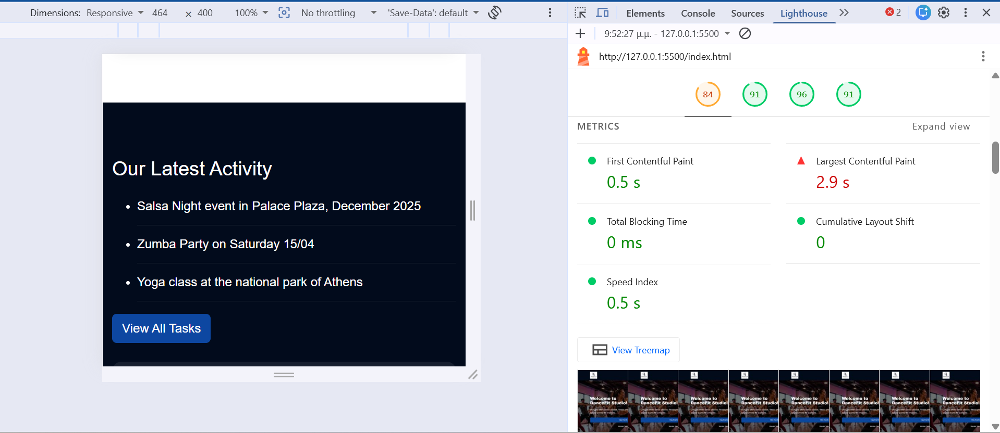 Dimensions: Responsive 464 x 400 100% No throttling 'Save-Data': default
Elements Console Sources Lighthouse 2
9:52:27 μ.μ. - 127.0.0.1:5500
http://127.0.0.1:5500/index.html
84 91 96 91
METRICS Expand view
First Contentful Paint
0.5 s
Largest Contentful Paint
2.9 s
Total Blocking Time
0 ms
Cumulative Layout Shift
0
Speed Index
0.5 s
View Treemap
Our Latest Activity
Salsa Night event in Palace Plaza, December 2025
Zumba Party on Saturday 15/04
Yoga class at the national park of Athens
View All Tasks
Welcome to
DanceFit Studio!
Welcome to
DanceFit Studio!
Welcome to
DanceFit Studio!
Welcome to
DanceFit Studio!
Welcome to
DanceFit Studio!
Welcome to
DanceFit Studio!
Welcome to
DanceFit Studio!
Welcome to
DanceFit Studio!